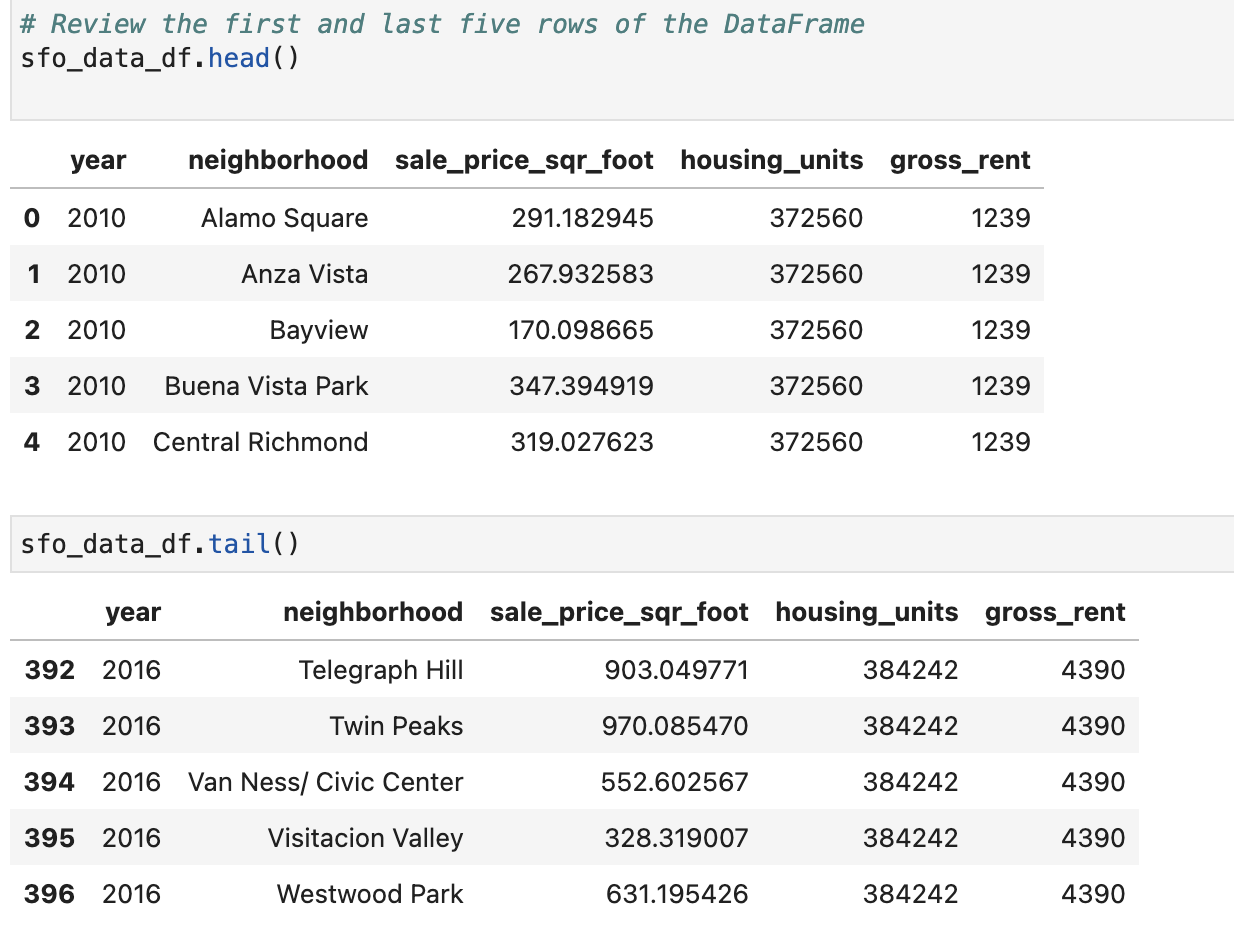 # Review the first and last five rows of the DataFrame
sfo_data_df.head()
year neighborhood sale_price_sqr_foot housing_units gross_rent
0 2010 Alamo Square 291.182945 372560 1239
1 2010 Anza Vista 267.932583 372560 1239
2 2010 Bayview 170.098665 372560 1239
3 2010 Buena Vista Park 347.394919 372560 1239
4 2010 Central Richmond 319.027623 372560 1239
sfo_data_df.tail()
year neighborhood sale_price_sqr_foot housing_units gross_rent
392 2016 Telegraph Hill 903.049771 384242 4390
393 2016 Twin Peaks 970.085470 384242 4390
394 2016 Van Ness/ Civic Center 552.602567 384242 4390
395 2016 Visitacion Valley 328.319007 384242 4390
396 2016 Westwood Park 631.195426 384242 4390